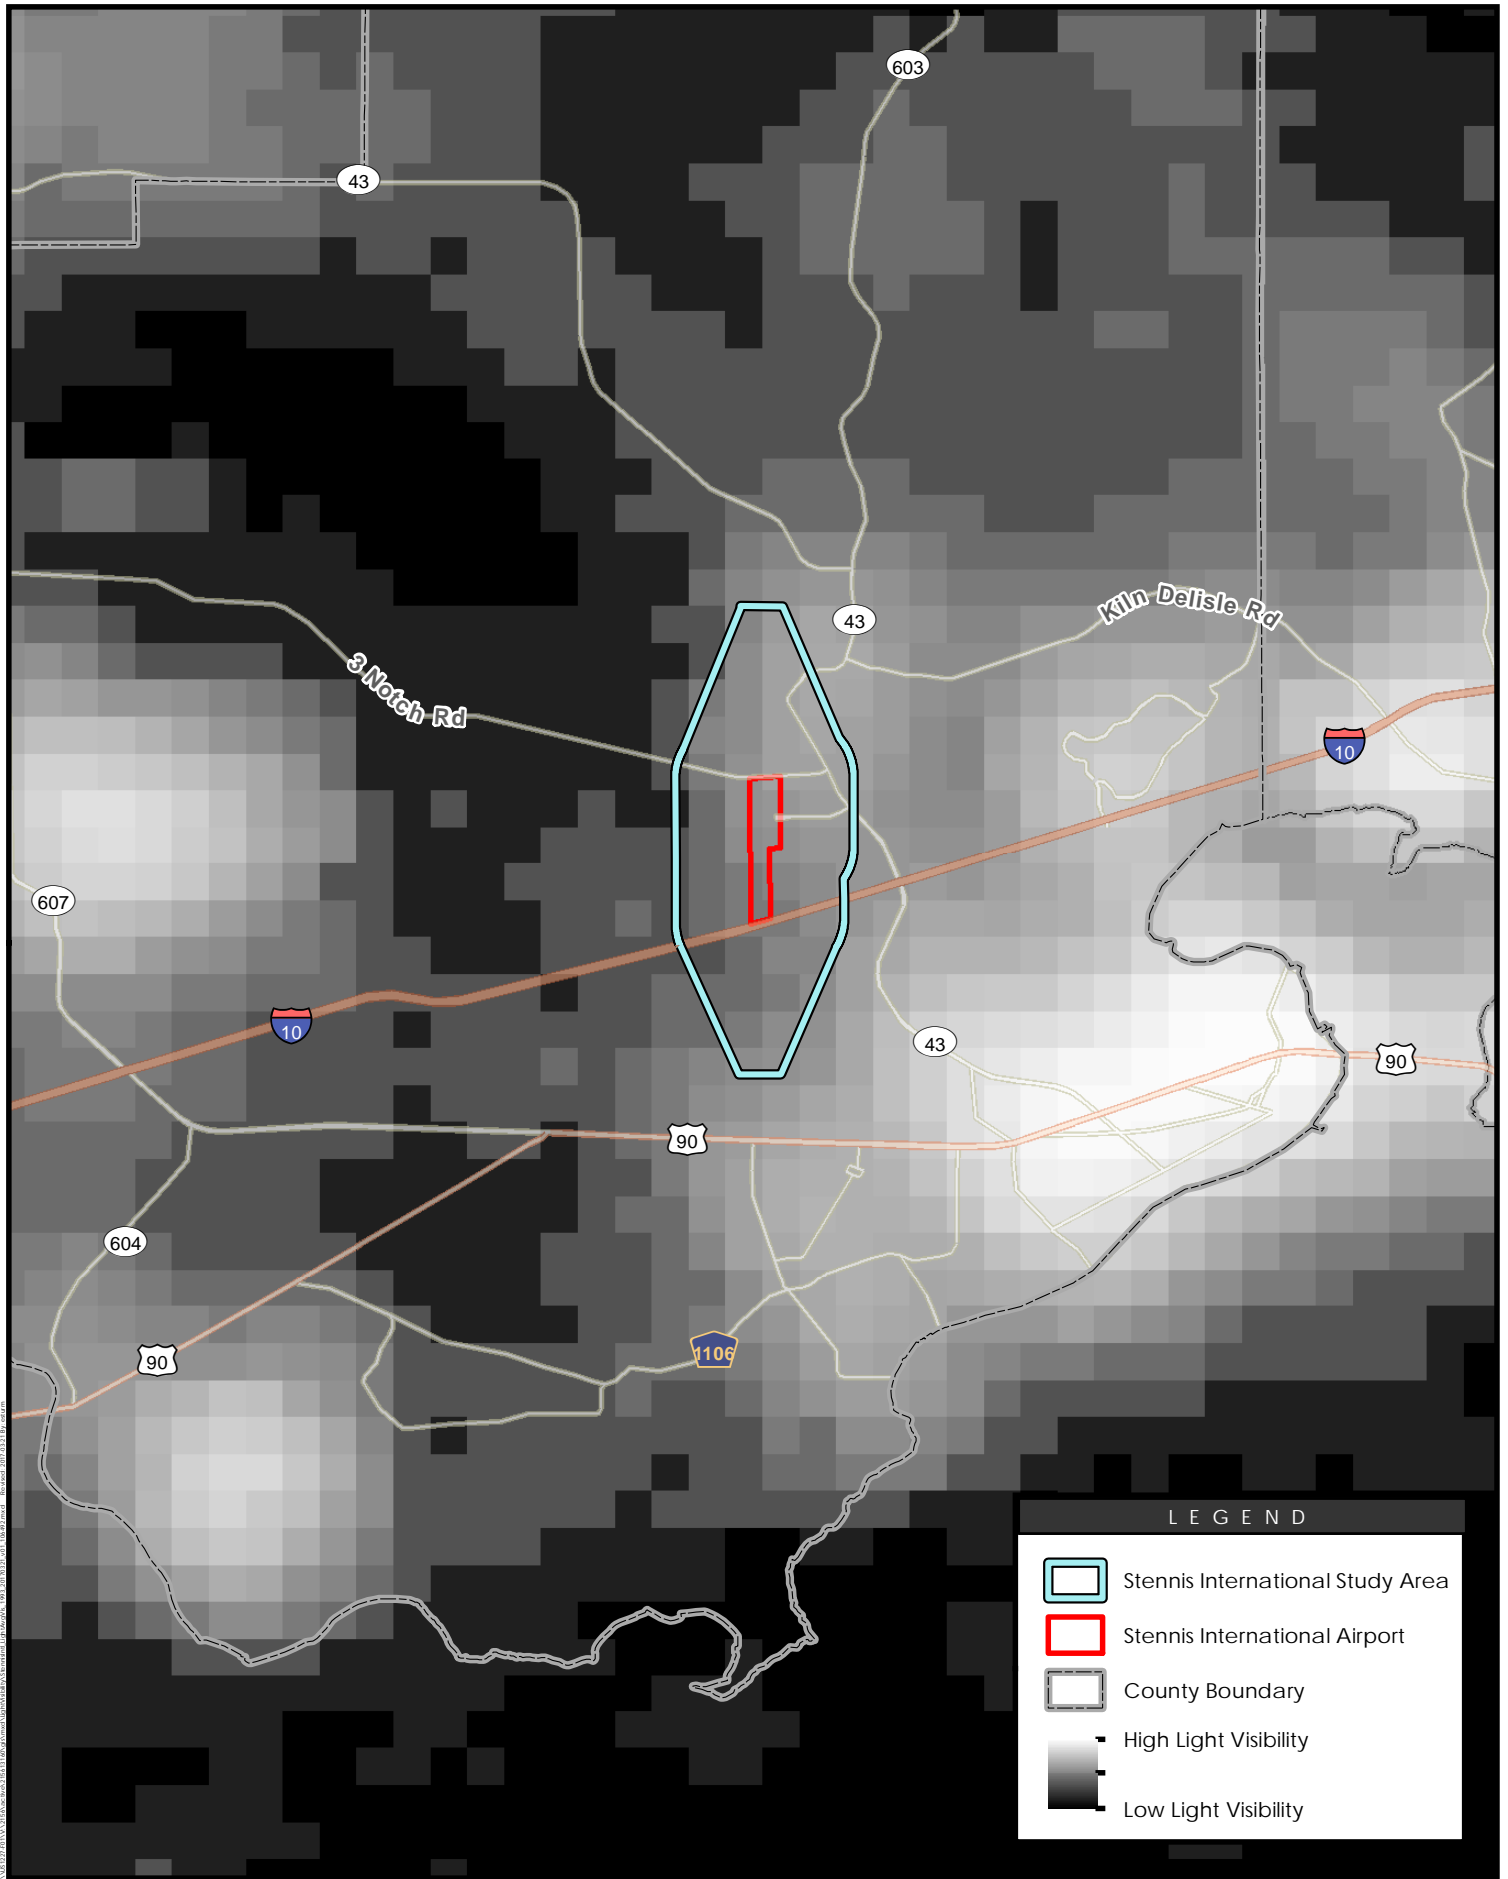 603
43
Kiln Delisle Rd
43
3 Notch Rd
10
607
10
43
90
90
604
90
1106
LEGEND
Stennis International Study Area
Stennis International Airport
County Boundary
High Light Visibility
Low Light Visibility